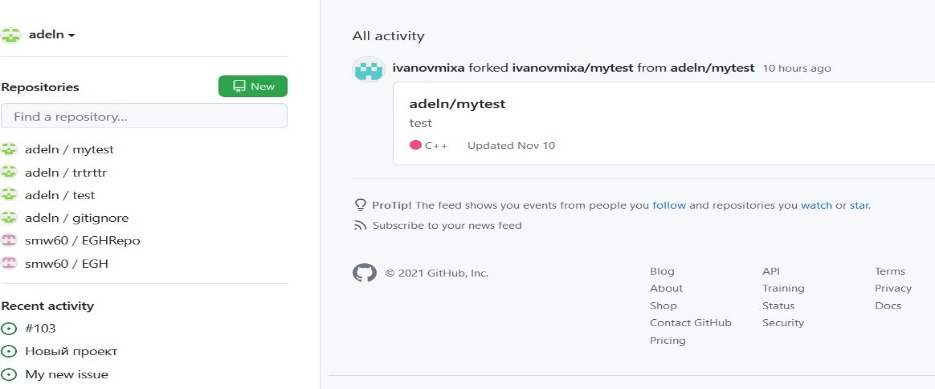 adeln
Repositories
New
Find a repository...
adeln / mytest
adeln / trtrttr
adeln / test
adeln / gitignore
smw60 / EGHRepo
smw60 / EGH
Recent activity
#103
Новый проект
My new issue
All activity
ivanovmixa forked ivanovmixa/mytest from adeln/mytest 10 hours ago
adeln/mytest
test
C++ Updated Nov 10
ProTip! The feed shows you events from people you follow and repositories you watch or star.
Subscribe to your news feed
© 2021 GitHub, Inc.
Blog
About
Shop
Contact GitHub
Pricing
API
Training
Status
Security
Terms
Privacy
Docs